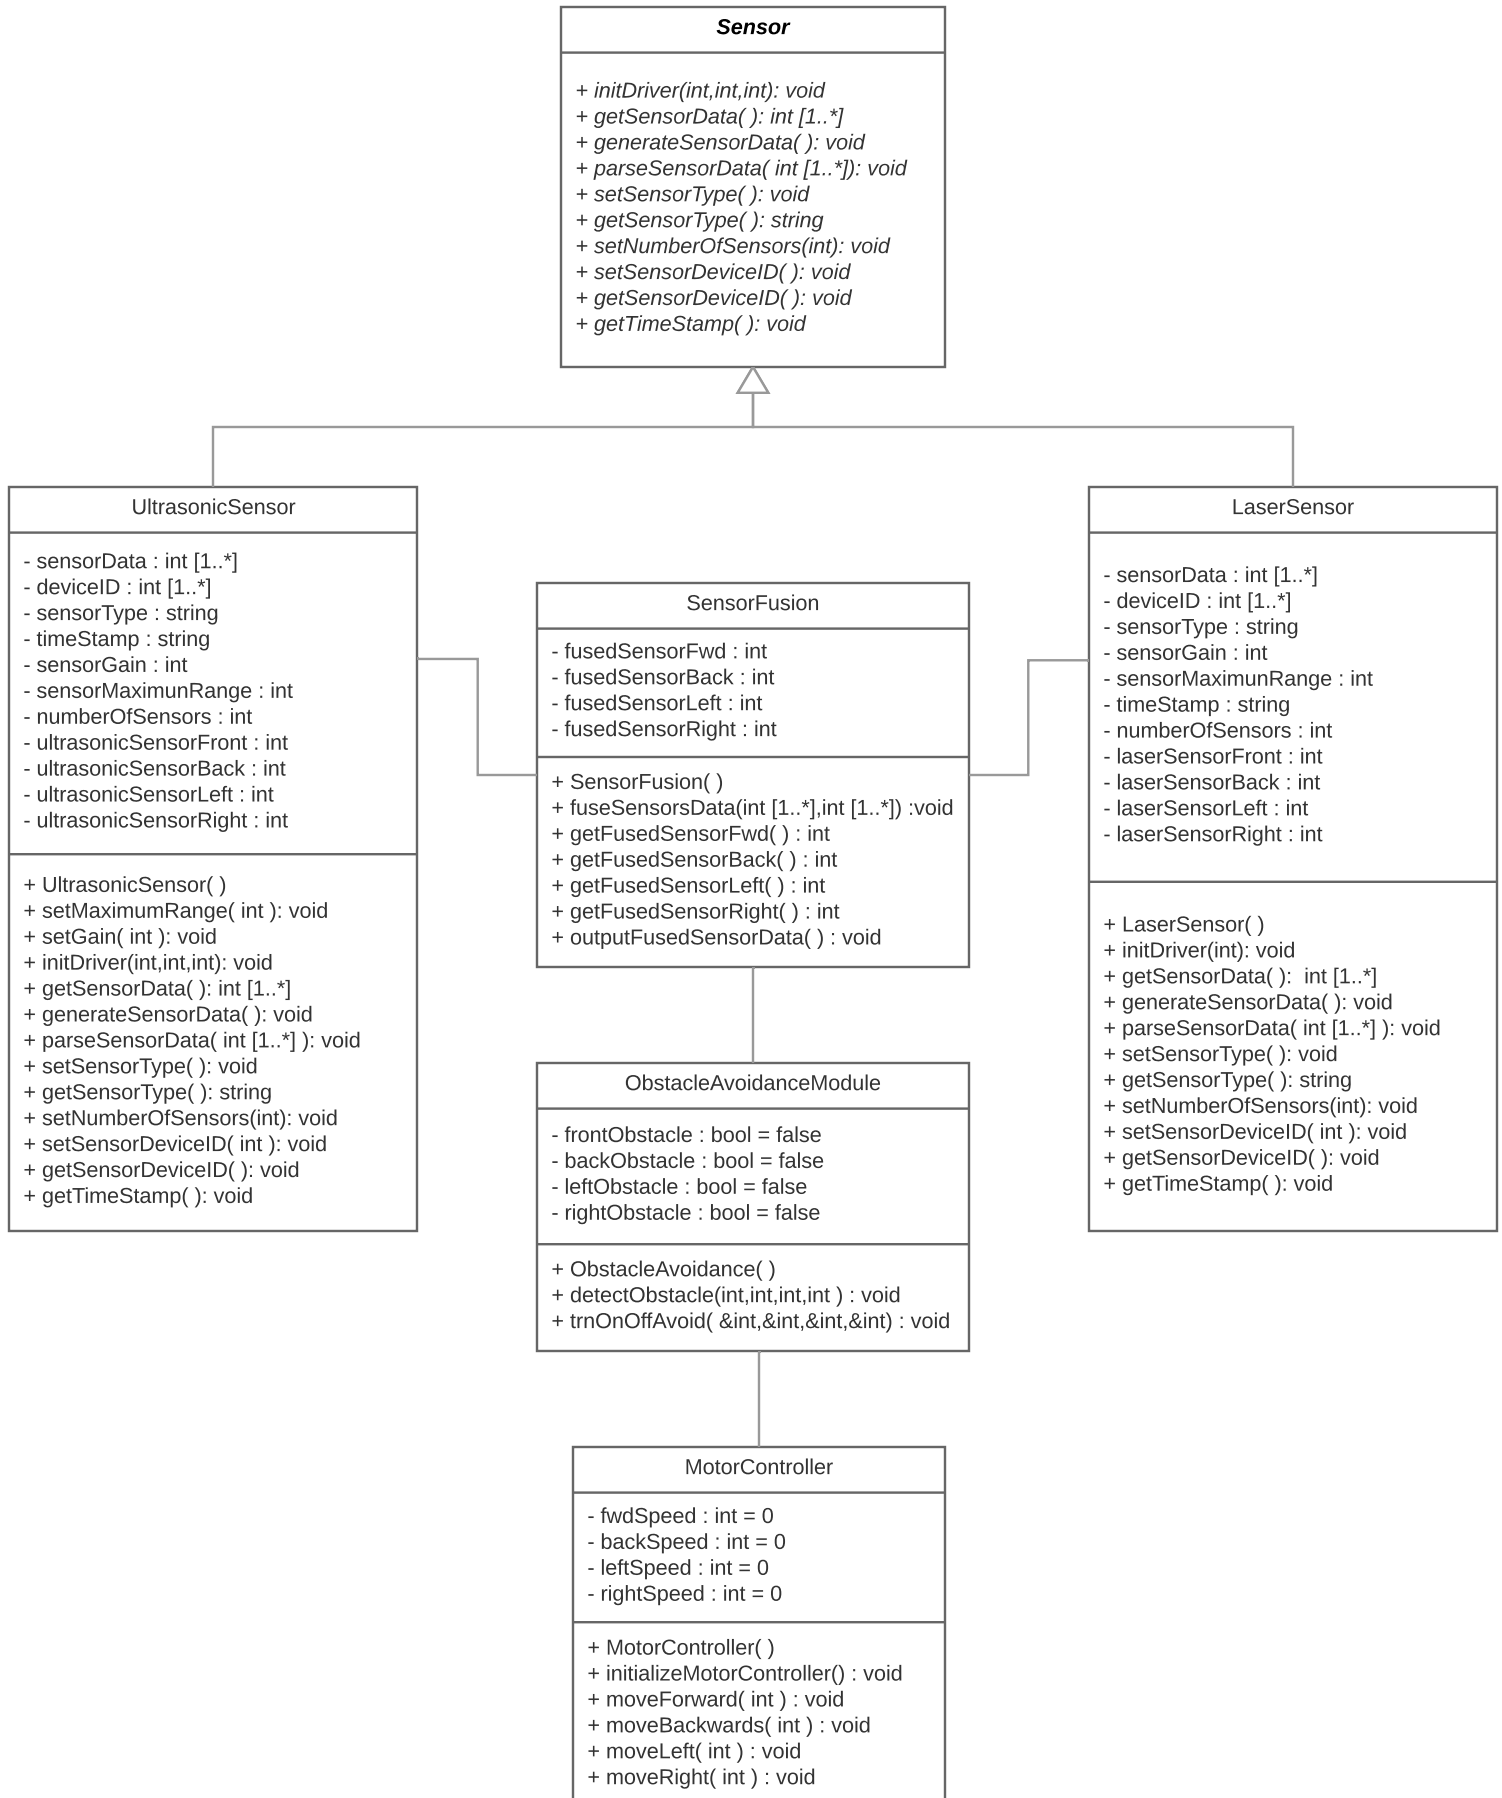 Sensor
+ initDriver(int,int,int): void
+ getSensorData( ): int [1..*]
+ generateSensorData( ): void
+ parseSensorData( int [1..*]): void
+ setSensorType( ): void
+ getSensorType( ): string
+ setNumberOfSensors(int): void
+ setSensorDeviceID( ): void
+ getSensorDeviceID( ): void
+ getTimeStamp( ): void
UltrasonicSensor
- sensorData : int [1..*]
- deviceID : int [1..*]
- sensorType : string
- timeStamp : string
- sensorGain : int
- sensorMaximunRange : int
- numberOfSensors : int
- ultrasonicSensorFront : int
- ultrasonicSensorBack : int
- ultrasonicSensorLeft : int
- ultrasonicSensorRight : int
+ UltrasonicSensor( )
+ setMaximumRange( int ): void
+ setGain( int ): void
+ initDriver(int,int,int): void
+ getSensorData( ): int [1..*]
+ generateSensorData( ): void
+ parseSensorData( int [1..*] ): void
+ setSensorType( ): void
+ getSensorType( ): string
+ setNumberOfSensors(int): void
+ setSensorDeviceID( int ): void
+ getSensorDeviceID( ): void
+ getTimeStamp( ): void
SensorFusion
- fusedSensorFwd : int
- fusedSensorBack : int
- fusedSensorLeft : int
- fusedSensorRight : int
+ SensorFusion( )
+ fuseSensorsData(int [1..*],int [1..*]) :void
+ getFusedSensorFwd( ) : int
+ getFusedSensorBack( ) : int
+ getFusedSensorLeft( ) : int
+ getFusedSensorRight( ) : int
+ outputFusedSensorData( ) : void
LaserSensor
- sensorData : int [1..*]
- deviceID : int [1..*]
- sensorType : string
- sensorGain : int
- sensorMaximunRange : int
- timeStamp : string
- numberOfSensors : int
- laserSensorFront : int
- laserSensorBack : int
- laserSensorLeft : int
- laserSensorRight : int
+ LaserSensor( )
+ initDriver(int): void
+ getSensorData( ):  int [1..*]
+ generateSensorData( ): void
+ parseSensorData( int [1..*] ): void
+ setSensorType( ): void
+ getSensorType( ): string
+ setNumberOfSensors(int): void
+ setSensorDeviceID( int ): void
+ getSensorDeviceID( ): void
+ getTimeStamp( ): void
ObstacleAvoidanceModule
- frontObstacle : bool = false
- backObstacle : bool = false
- leftObstacle : bool = false
- rightObstacle : bool = false
+ ObstacleAvoidance( )
+ detectObstacle(int,int,int,int ) : void
+ trnOnOffAvoid( &int,&int,&int,&int) : void
MotorController
- fwdSpeed : int = 0
- backSpeed : int = 0
- leftSpeed : int = 0
- rightSpeed : int = 0
+ MotorController( )
+ initializeMotorController() : void
+ moveForward( int ) : void
+ moveBackwards( int ) : void
+ moveLeft( int ) : void
+ moveRight( int ) : void